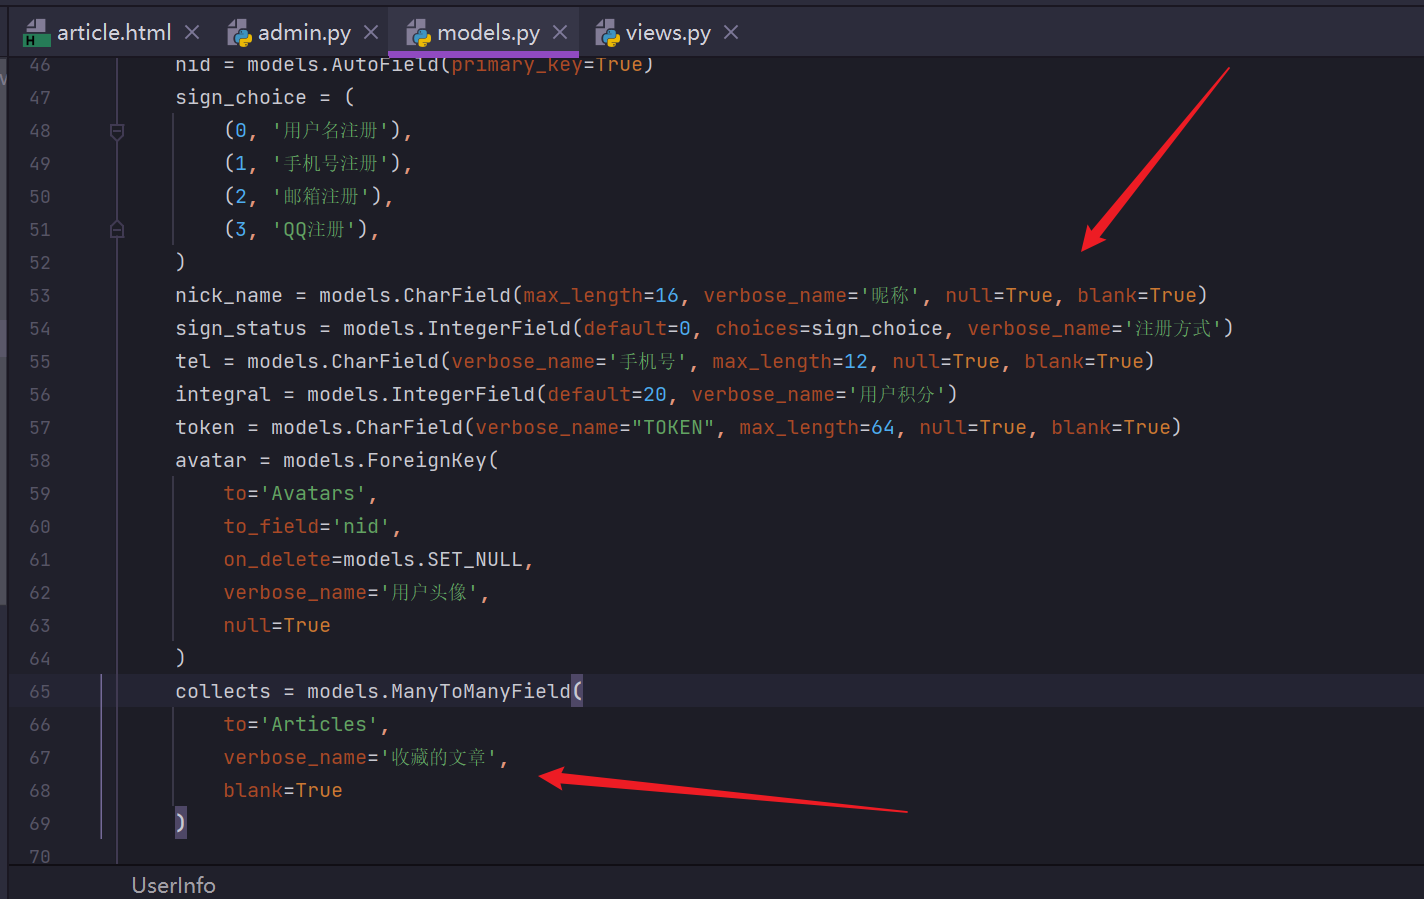 article.html admin.py models.py views.py
46 nid = models.AutoField(primary_key=True)
47 sign_choice = (
48 (0, '用户名注册'),
49 (1, '手机号注册'),
50 (2, '邮箱注册'),
51 (3, 'QQ注册'),
52 )
53 nick_name = models.CharField(max_length=16, verbose_name='昵称', null=True, blank=True)
54 sign_status = models.IntegerField(default=0, choices=sign_choice, verbose_name='注册方式')
55 tel = models.CharField(verbose_name='手机号', max_length=12, null=True, blank=True)
56 integral = models.IntegerField(default=20, verbose_name='用户积分')
57 token = models.CharField(verbose_name="TOKEN", max_length=64, null=True, blank=True)
58 avatar = models.ForeignKey(
59 to='Avatars',
60 to_field='nid',
61 on_delete=models.SET_NULL,
62 verbose_name='用户头像',
63 null=True
64 )
65 collects = models.ManyToManyField(
66 to='Articles',
67 verbose_name='收藏的文章',
68 blank=True
69 )
70
UserInfo